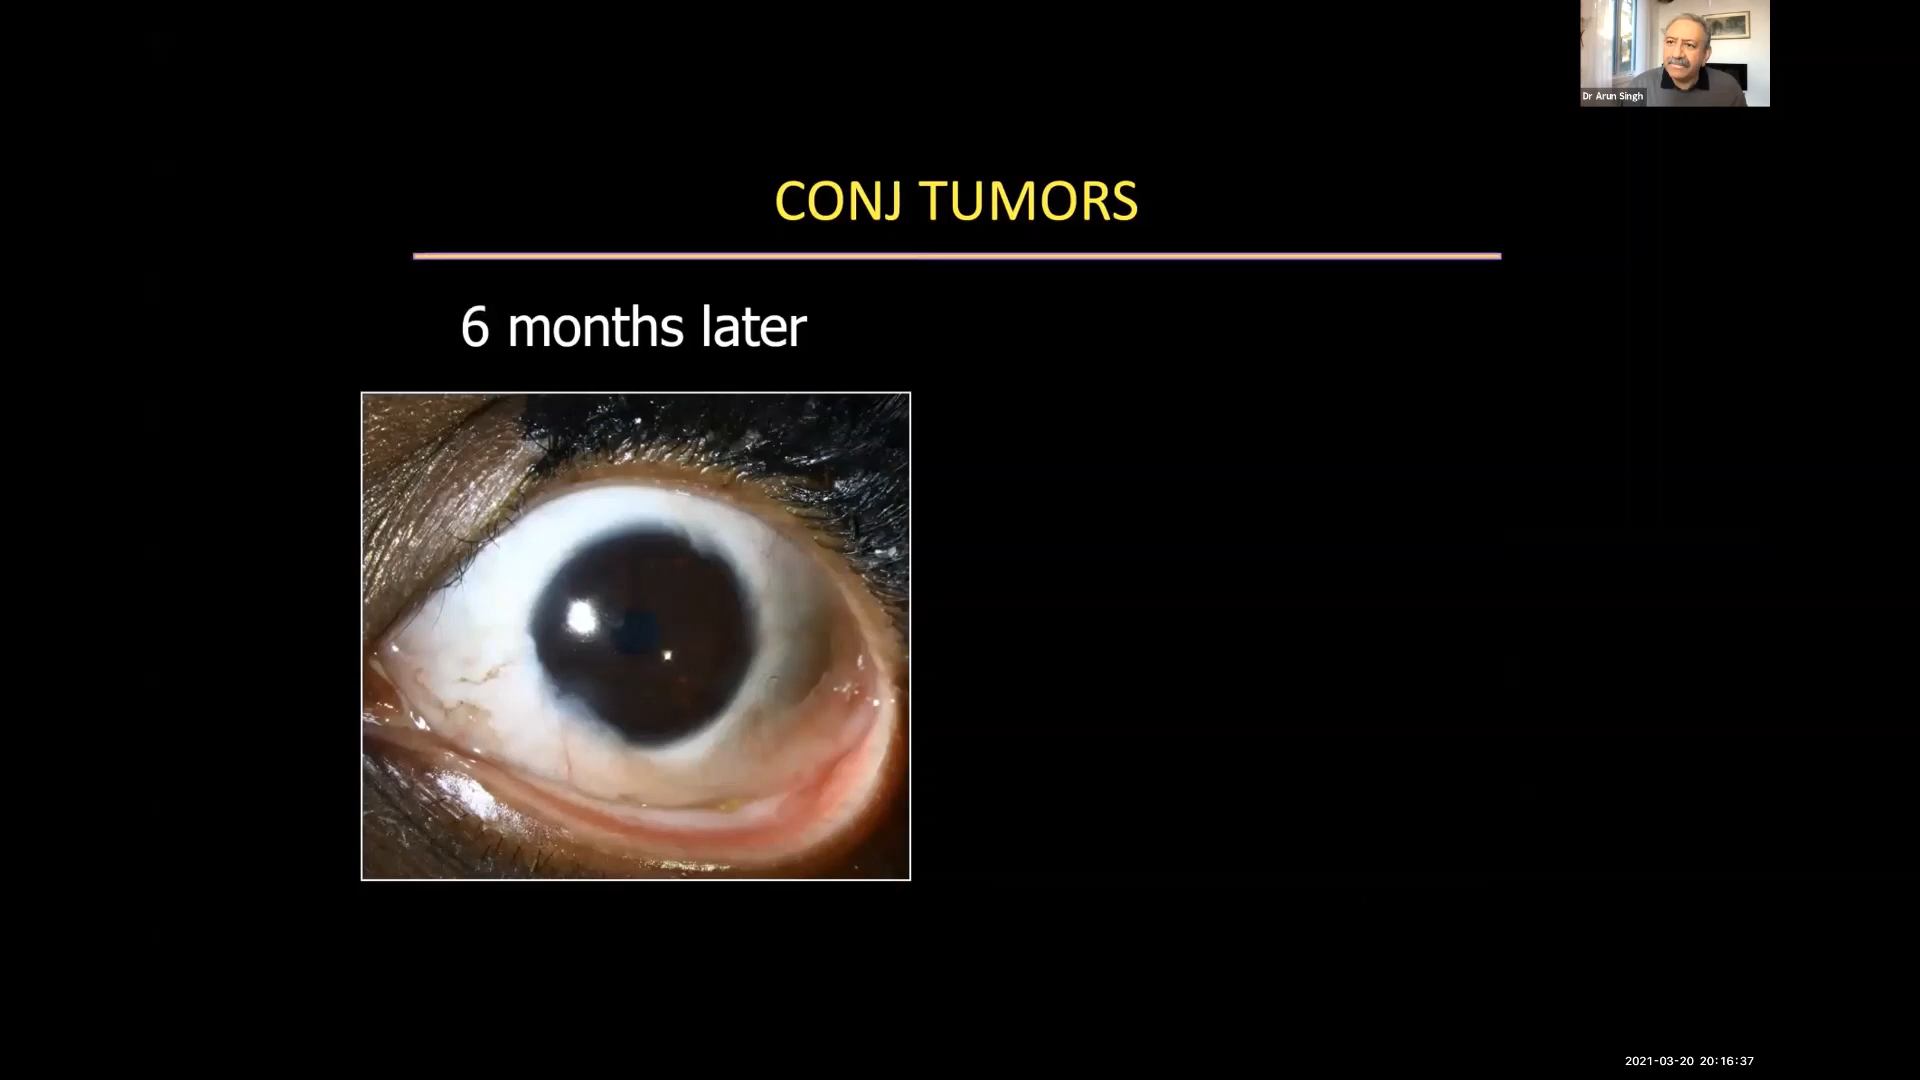 Dr Arun Singh
CONJ TUMORS
6 months later
2021-03-20 20:16:37